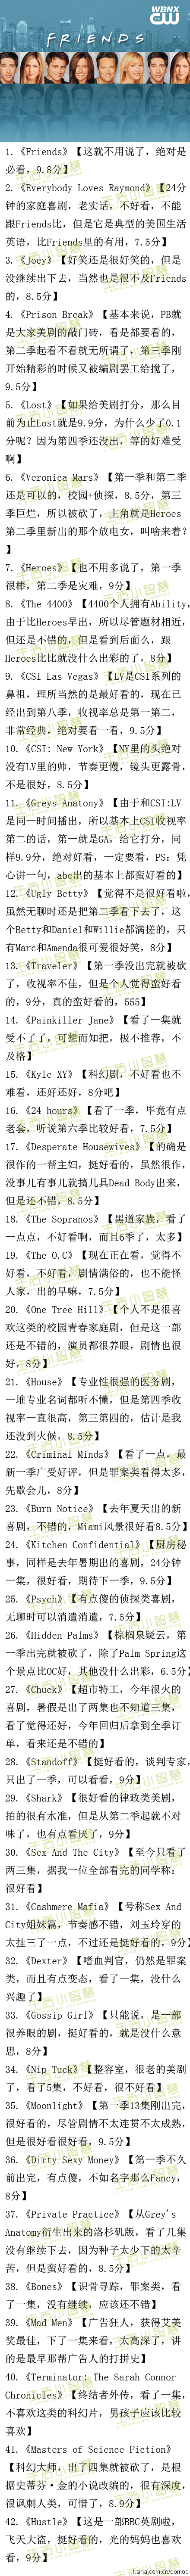 WBNX
CW
FRIENDS
1.《Friends》【这就不用说了，绝对是
必看，9.8分】
2.《Everybody Loves Raymond》【24分
钟的家庭喜剧，老实话，不好看，不能
跟Friends比，但是它是典型的美国生活
英语，比Friends里的有用，7.5分】
3.《Joey》【好笑还是很好笑的，但是
没继续出下去，当然也是很不及Friends
的，8.5分】
4.《Prison Break》【基本来说，PB就
是大家美剧的敲门砖，看是都要看的，
第二季起看不看就无所谓了，第三季刚
开始精彩的时候又被编剧罢工给搅了，
9.5分】
5.《Lost》【如果给美剧打分，那么目
前为止Lost就是9.9分，为什么少了0.1
分呢？因为第四季还没出，等的好难受
啊】
6.《Veronica Mars》【第一季和第二季
还是可以的，校园+侦探，8.5分，第三
季巨烂，所以被砍了，主角就是Heroes
第二季里新出的那个放电女，叫啥来着？
】
7.《Heroes》【也不用多说了，第一季
很棒，第二季是灾难，9分】
8.《The 4400》【4400个人拥有Ability，
由于比Heroes早出，所以尽管题材相近，
但还是不错的，但是看到后面么，跟
Heroes比比就没什么出彩的了，8分】
9.《CSI Las Vegas》【LV是CSI系列的
鼻祖，理所当然的是最好看的，现在已
经出到第八季，收视率总是第一第二，
非常经典，绝对要看一看，9.5分】
10.《CSI: New York》【NY里的头绝对
没有LV里的帅，节奏更慢，镜头更露骨，
不是很好，8.5分】
11.《Greys Anatony》【由于和CSI:LV
是同一时间播出，所以基本上CSI收视率
第二的话，第一就是GA，给它打分，同
样9.9分，绝对好看，一定要看，PS：凭
心讲一句，abc出的基本上都蛮好看的】
12.《Ugly Betty》【觉得不是很好看啦，
虽然无聊时还是把第二季看下去了，这
个Betty和Daniel和Willie都满搓的，只
有Marc和Amenda很可爱很好笑，8分】
13.《Traveler》【第一季没出完就被砍
了，收视率不佳，但是个人觉得蛮好看
的，9分，真的蛮好看的，555】
14.《Painkiller Jane》【看了一集就
受不了了，可想而知把，极不推荐，不
及格】
15.《Kyle XY》【科幻剧，不好看也不
难看，还好还好，8分吧】
16.《24 hours》【看了一季，毕竟有点
老套，听说第六季比较好看，7.5分】
17.《Desperate Housewives》【的确是
很作的一帮主妇，挺好看的，虽然很作，
没事儿有事儿就搞几具Dead Body出来，
但是还不错，8.5分】
18.《The Sopranos》【黑道家族，看了
一点点，不好看啊，而且6季了，太多】
19.《The O.C》【现在正在看，觉得不
好看，不好看，剧情满俗的，也不能怪
人家，出的早嘛，7.5分】
20.《One Tree Hill》【个人不是很喜
欢这类的校园青春家庭剧，但是这一部
还是不错的，演员都很养眼，剧情也很
好，8分】
21.《House》【专业性很强的医务剧，
一堆专业名词都听不懂，但是第四季收
视率一直很高，第三第四的，估计是我
还没到火候，8.5分】
22.《Criminal Minds》【看了一点，最
新一季广受好评，但是罪案类看得太多，
先歇会儿，8分】
23.《Burn Notice》【去年夏天出的新
喜剧，不错的，Miami风景很好看8.5分】
24.《Kitchen Confidential》【厨房秘
事，同样是去年暑期出的喜剧，24分钟
一集，很好看，期待下一季，9.5分】
25.《Psych》【有点傻的侦探类喜剧，
无聊时可以消遣消遣，7.5分】
26.《Hidden Palms》【棕榈泉疑云，第
一季出完就被砍了，除了Palm Spring这
个景点比OC好，其他没什么出彩，6.5分】
27.《Chuck》【超市特工，今年很火的
喜剧，暑假是出了两集也不知道三集，
看了觉得还好，今年回归后拿到全季订
单，看来还是不错的】
28.《Standoff》【挺好看的，谈判专家，
只出了一季，可以看看，9分】
29.《Shark》【很好看的律政类美剧，
拍的很有水准，但是从第二季起就不对
味了，也有点看厌了，9分】
30.《Sex And The City》【至今只看了
两三集，据我一位全部看完的同学称：
很好看】
31.《Cashmere Mafia》【号称Sex And
City姐妹篇，节奏感不错，刘玉玲穿的
太挂三了一点，不过还是挺好看的，9分】
32.《Dexter》【嗜血判官，仍然是罪案
类，而且有点变态，看了一集，没什么
兴趣了】
33.《Gossip Girl》【只能说，是一部
很养眼的剧，挺好看的，就是没什么意
思，8分】
34.《Nip Tuck》【整容室，很老的美剧
了，看了5集，不好看，很不好看】
35.《Moonlight》【第一季13集刚出完，
很好看的，尽管剧情不太连贯不太成熟，
但是很好看很好看，9.5分】
36.《Dirty Sexy Money》【第一季不久
前出完，有点傻，不如名字那么Fancy，
8分】
37.《Private Practice》【从Grey's
Anatomy衍生出来的洛杉矶版，看了几集
没有继续下去，因为种子太少下的太辛
苦，但是蛮好看的，8.5分】
38.《Bones》【识骨寻踪，罪案类，看
了一集，没有继续，应该还不错】
39.《Mad Men》【广告狂人，获得艾美
奖最佳，下了一集来看，太高深了，讲
的是最早那帮广告人的打拼史】
40.《Terminator: The Sarah Connor
Chronicles》【终结者外传，看了一集，
不喜欢这类的科幻片，男孩子应该比较
喜欢】
41.《Masters of Science Fiction》
【科幻大师，出了四集就被砍了，是根
据史蒂芬·金的小说改编的，很有深度，
很讽刺人类，可惜了，8.9分】
42.《Hustle》【这是一部BBC英剧啦，
飞天大盗，挺好看的，光的妈妈也喜欢
看，9分】